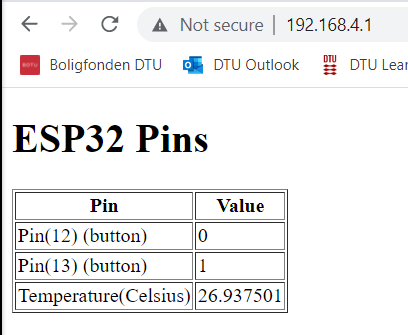 Not secure | 192.168.4.1
Boligfonden DTU DTU Outlook DTU DTU Lear
ESP32 Pins
Pin Value
Pin(12) (button) 0
Pin(13) (button) 1
Temperature(Celsius) 26.937501